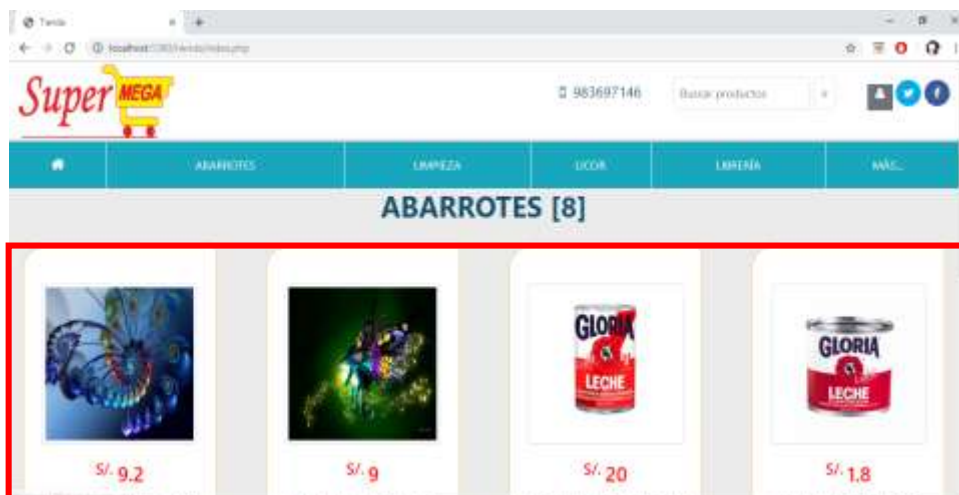 Tienda
Super MEGA
983697146
Buscar productos
ABARROTES
LIMPIEZA
LICOR
LIBRERÍA
MÁS...
ABARROTES [8]
GLORIA
LECHE
GLORIA
LECHE
S/. 9.2
S/. 9
S/. 20
S/. 1.8